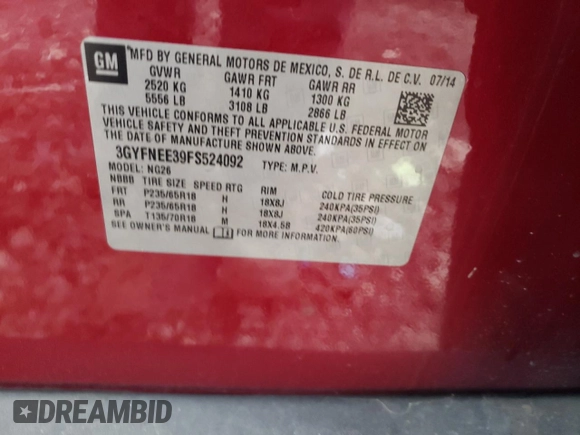 GM
MFD BY GENERAL MOTORS DE MEXICO, S. DE R.L. DE C.V. 07/14
GVWR GAWR FRT GAWR RR
2520 KG 1410 KG 1300 KG
5556 LB 3108 LB 2866 LB
THIS VEHICLE CONFORMS TO ALL APPLICABLE U.S. FEDERAL MOTOR
VEHICLE SAFETY AND THEFT PREVENTION STANDARDS IN EFFECT ON
THE DATE OF MANUFACTURE SHOWN ABOVE.
3GYFNEE39FS524092 TYPE: M.P.V.
MODEL: NG26
NBBB TIRE SIZE SPEED RTG RIM COLD TIRE PRESSURE
FRT P235/65R18 H 18X8J 240KPA(35PSI)
RR P235/65R18 H 18X8J 240KPA(35PSI)
SPA T135/70R18 M 18X4.5B 420KPA(60PSI)
SEE OWNER'S MANUAL FOR MORE INFORMATION.
DREAMBID